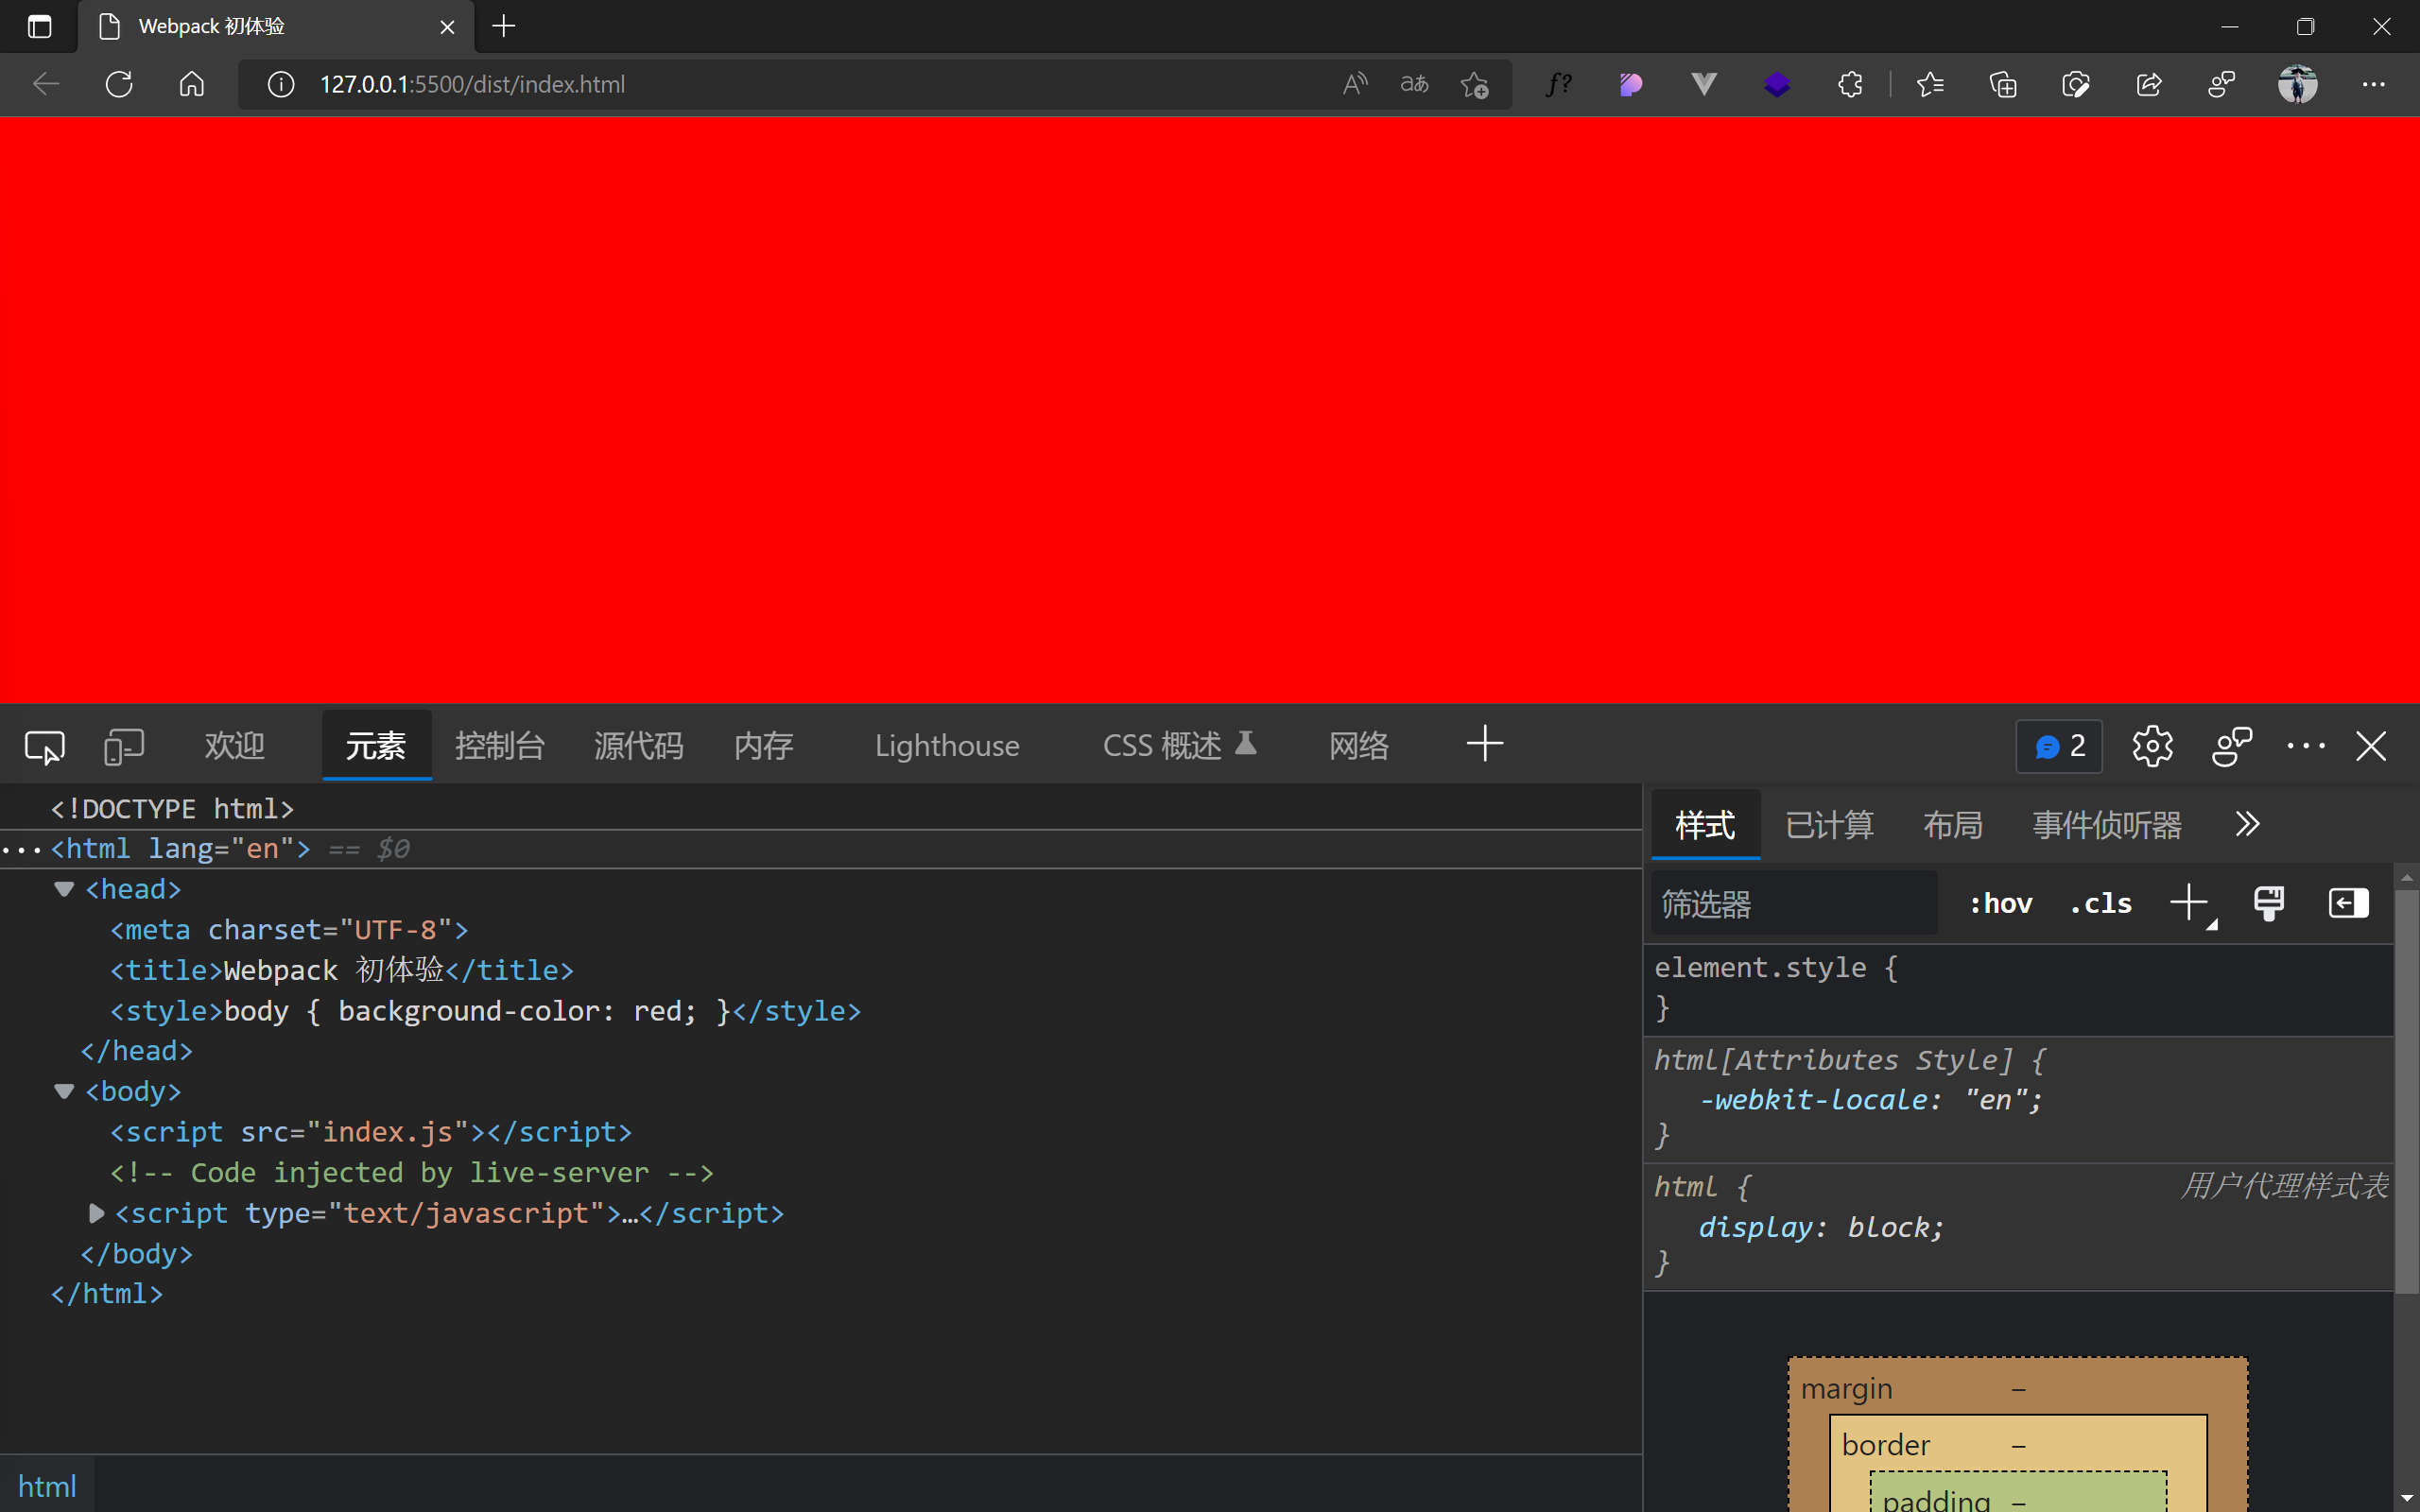 Webpack 初体验
127.0.0.1:5500/dist/index.html
aあ
f?
欢迎 元素 控制台 源代码 内存 Lighthouse CSS 概述 网络
2
<!DOCTYPE html>
<html lang="en"> == $0
<head>
<meta charset="UTF-8">
<title>Webpack 初体验</title>
<style>body { background-color: red; }</style>
</head>
<body>
<script src="index.js"></script>
<!-- Code injected by live-server -->
<script type="text/javascript">…</script>
</body>
</html>
html
样式 已计算 布局 事件侦听器
筛选器 :hov .cls
element.style {
}
html[Attributes Style] {
-webkit-locale: "en";
}
html { 用户代理样式表
display: block;
}
margin –
border –
padding –